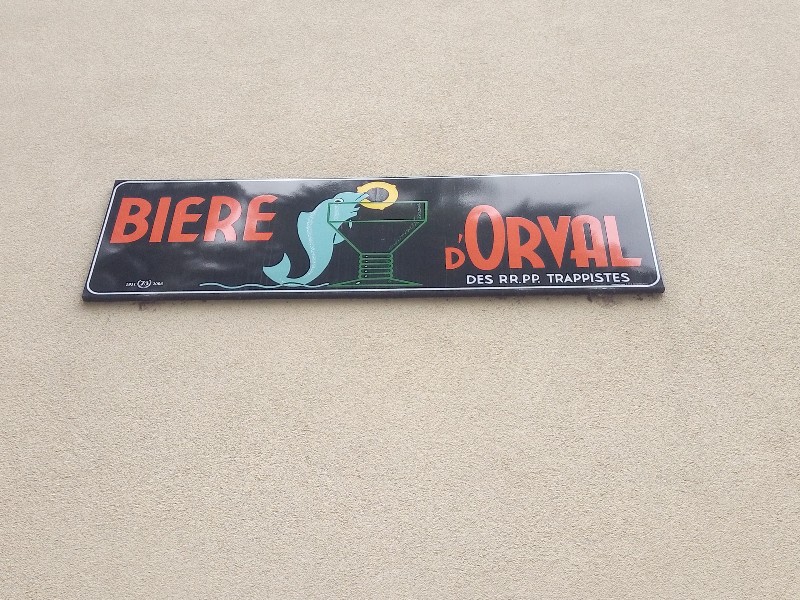 BIERE
d'ORVAL
DES RR.PP. TRAPPISTES